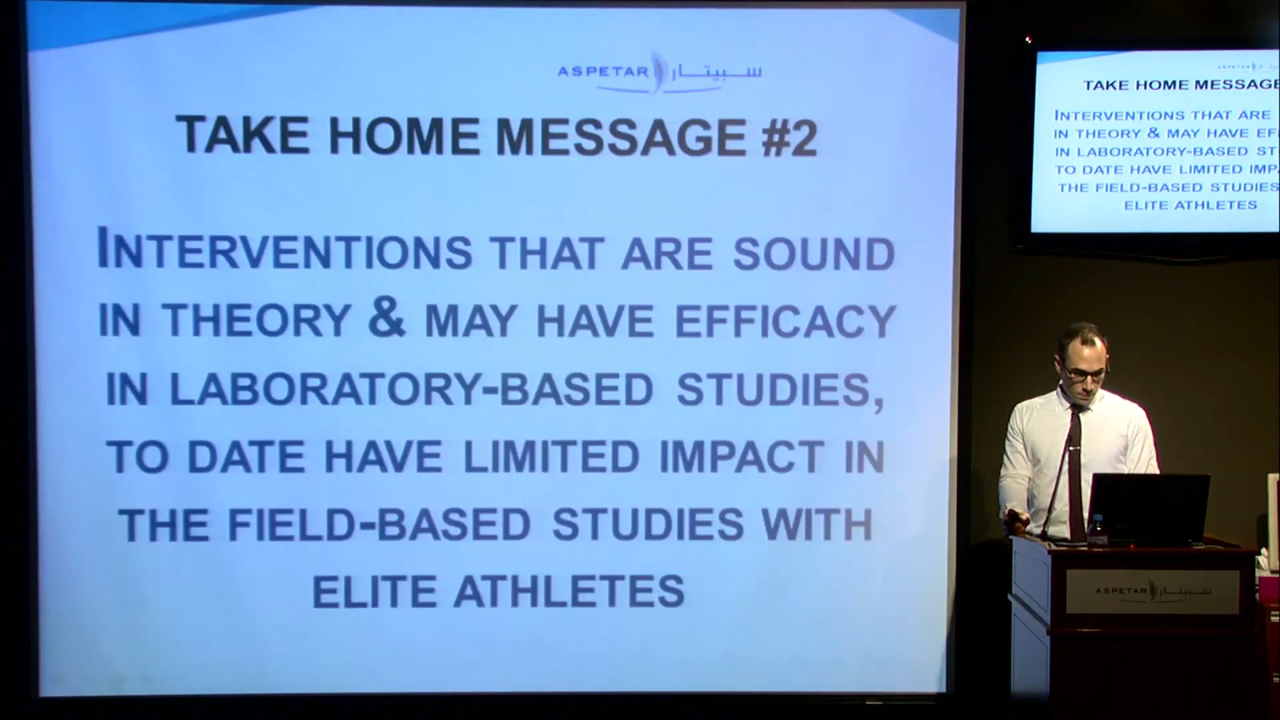 ASPETAR سبيتار
TAKE HOME MESSAGE #2
INTERVENTIONS THAT ARE SOUND
IN THEORY & MAY HAVE EFFICACY
IN LABORATORY-BASED STUDIES,
TO DATE HAVE LIMITED IMPACT IN
THE FIELD-BASED STUDIES WITH
ELITE ATHLETES
TAKE HOME MESSAGE
INTERVENTIONS THAT ARE
IN THEORY & MAY HAVE EF
IN LABORATORY-BASED ST
TO DATE HAVE LIMITED IMP
THE FIELD-BASED STUDIES
ELITE ATHLETES
ASPETAR سبيتار